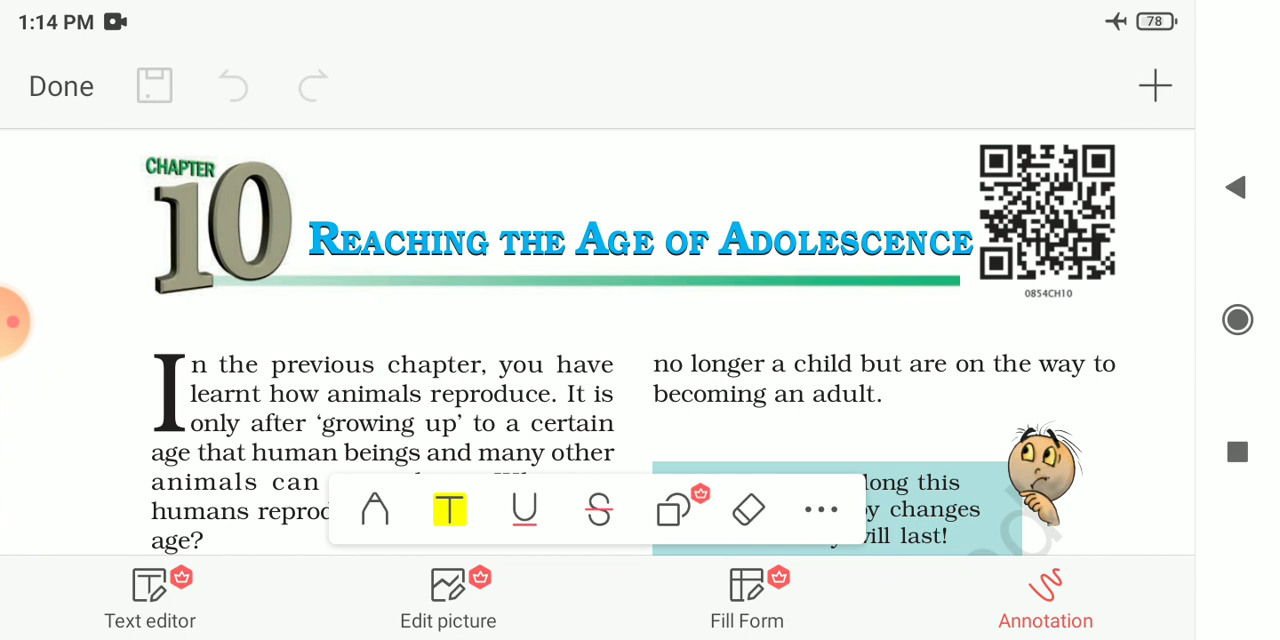 1:14 PM
78
Done
CHAPTER
10
REACHING THE AGE OF ADOLESCENCE
0854CH10
In the previous chapter, you have
learnt how animals reproduce. It is
only after ‘growing up’ to a certain
age that human beings and many other
animals can
humans
age?
no longer a child but are on the way to
becoming an adult.
this
changes
will last!
T
U
S
Text editor
Edit picture
Fill Form
Annotation